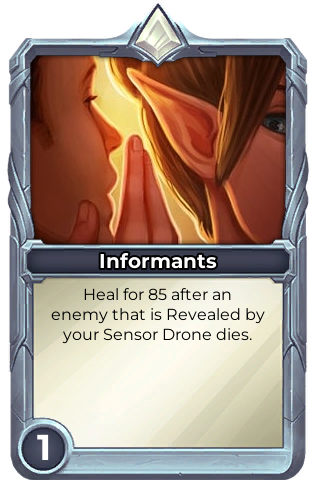 Informants
Heal for 85 after an
enemy that is Revealed by
your Sensor Drone dies.
1